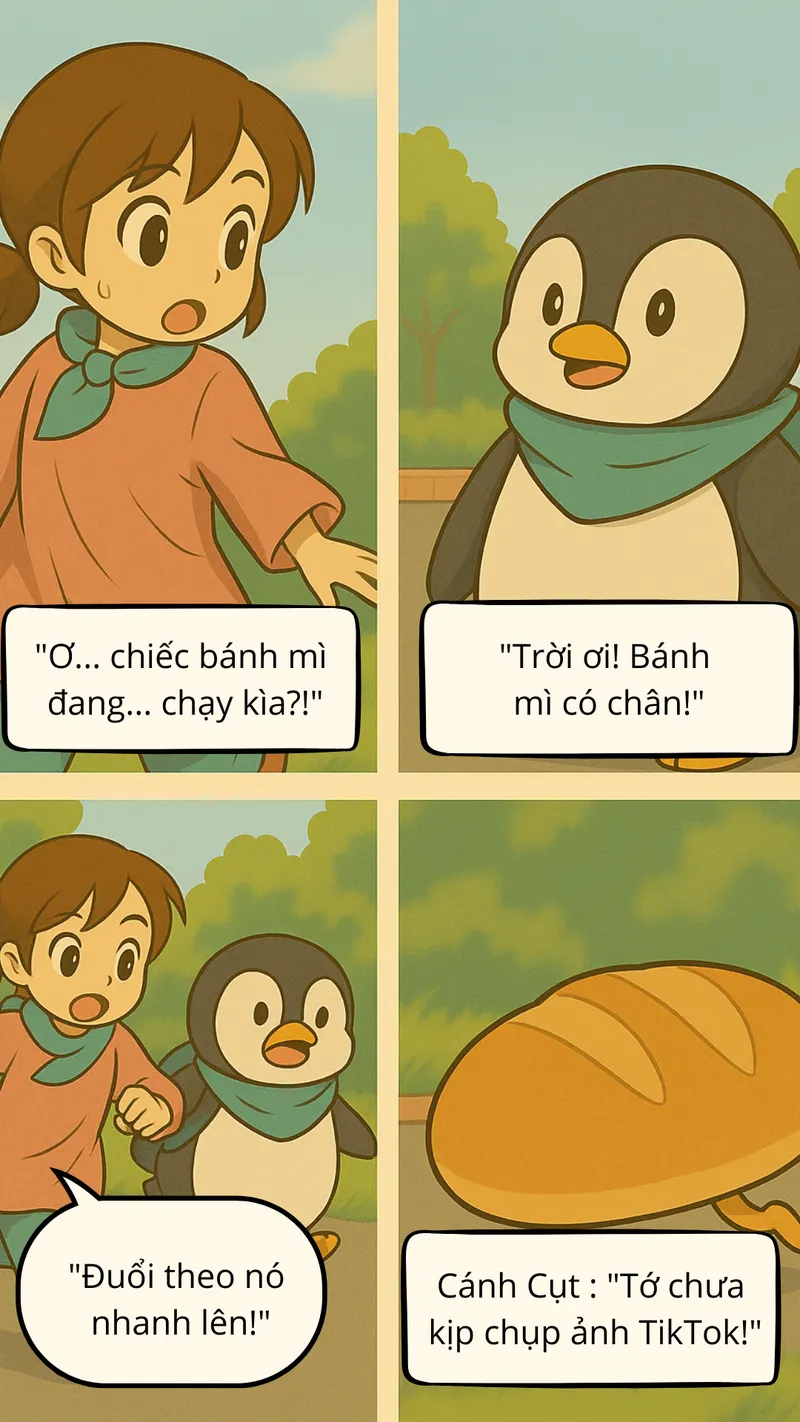 "Ơ... chiếc bánh mì
đang... chạy kìa?!"
"Trời ơi! Bánh
mì có chân!"
"Đuổi theo nó
nhanh lên!"
Cánh Cụt : "Tớ chưa
kịp chụp ảnh TikTok!"